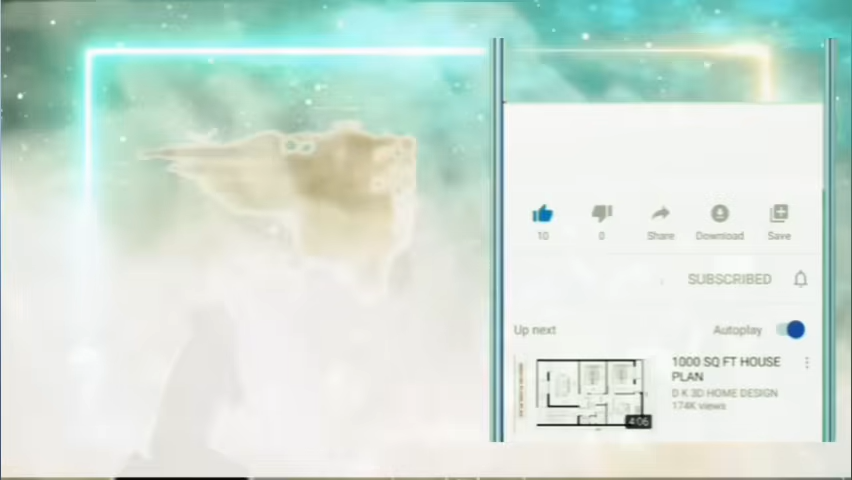 10
0
Share
Download
Save
SUBSCRIBED
Up next
Autoplay
1000 SQ FT HOUSE
PLAN
D K 3D HOME DESIGN
174K views
4:06